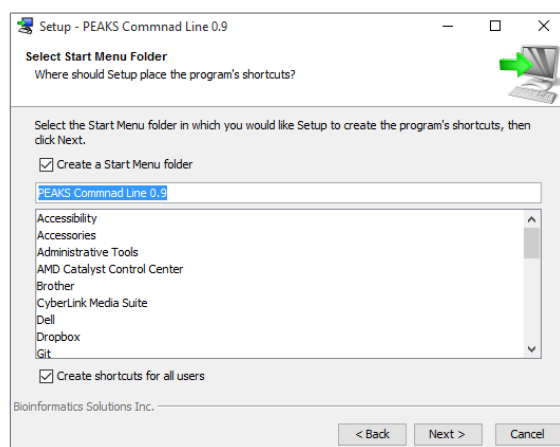 Setup - PEAKS Commnad Line 0.9
Select Start Menu Folder
Where should Setup place the program's shortcuts?
Select the Start Menu folder in which you would like Setup to create the program's shortcuts, then
click Next.
Create a Start Menu folder
PEAKS Commnad Line 0.9
Accessibility
Accessories
Administrative Tools
AMD Catalyst Control Center
Brother
CyberLink Media Suite
Dell
Dropbox
Git
Create shortcuts for all users
Bioinformatics Solutions Inc.
< Back Next > Cancel